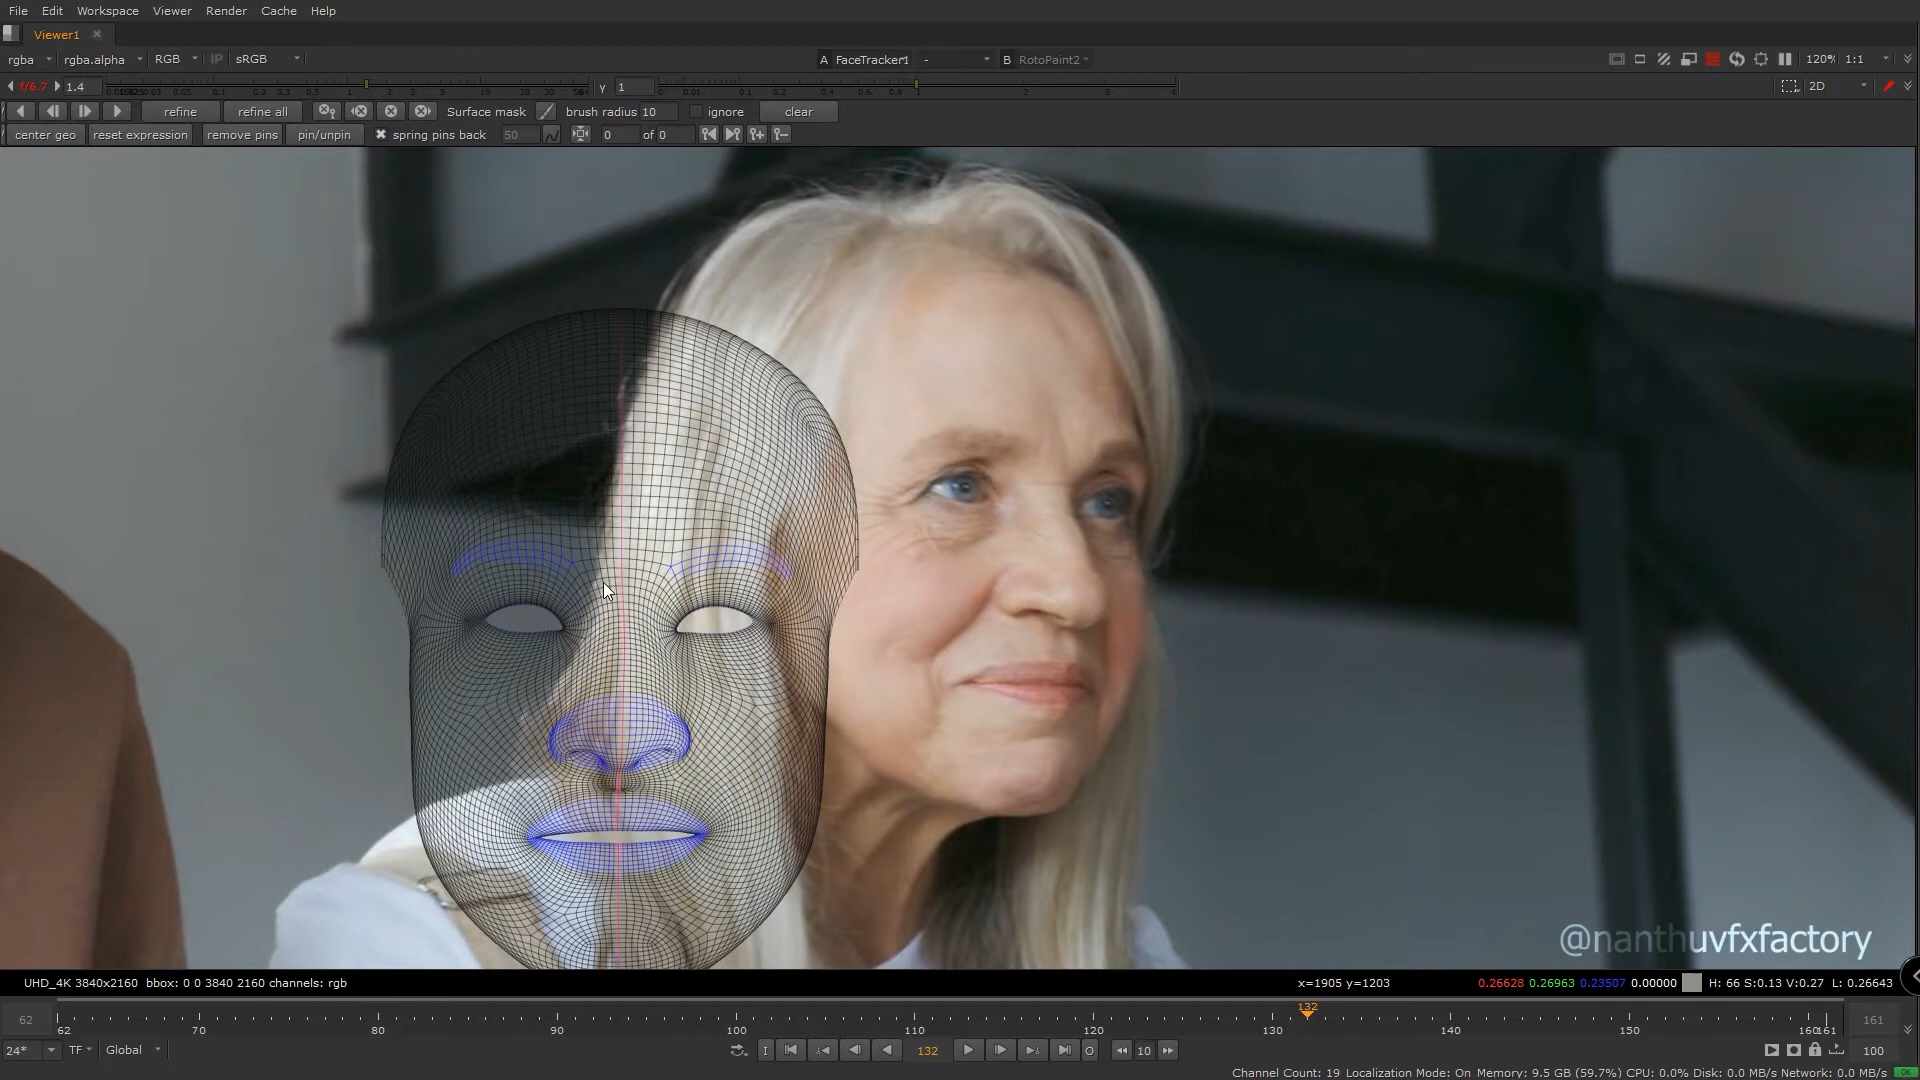 File Edit Workspace Viewer Render Cache Help
Viewer1
rgba rgba.alpha RGB IP sRGB A FaceTracker1 - B RotoPaint2 120% 1:1
f/6.7 1.4 γ 1 2D
refine refine all Surface mask brush radius 10 ignore clear
center geo reset expression remove pins pin/unpin spring pins back 50 0 of 0
@nanthuvfxfactory
UHD_4K 3840x2160 bbox: 0 0 3840 2160 channels: rgb x=1905 y=1203 0.26628 0.26963 0.23507 0.00000 H: 66 S:0.13 V:0.27 L: 0.26643
132
62 161
62 70 80 90 100 110 120 130 140 150 160 161
24* TF Global I 132 O 10 100
Channel Count: 19 Localization Mode: On Memory: 9.5 GB (59.7%) CPU: 0.0% Disk: 0.0 MB/s Network: 0.0 MB/s OK